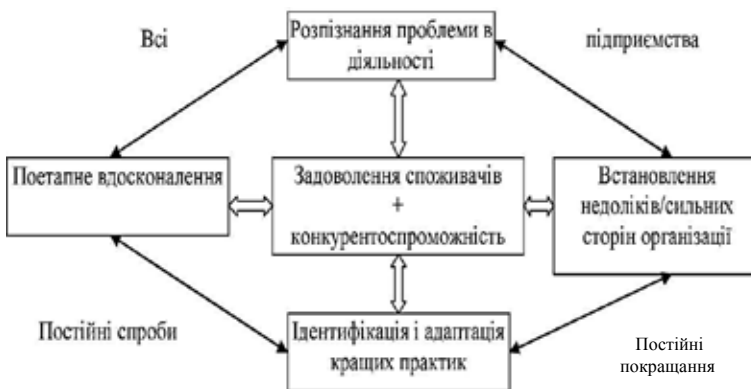 Всі
Розпізнання проблеми в
діяльності
підприємства
Поетапне вдосконалення
Задоволення споживачів
+
конкурентоспроможність
Встановлення
недоліків/сильних
сторін організації
Постійні спроби
Ідентифікація і адаптація
кращих практик
Постійні
покращання